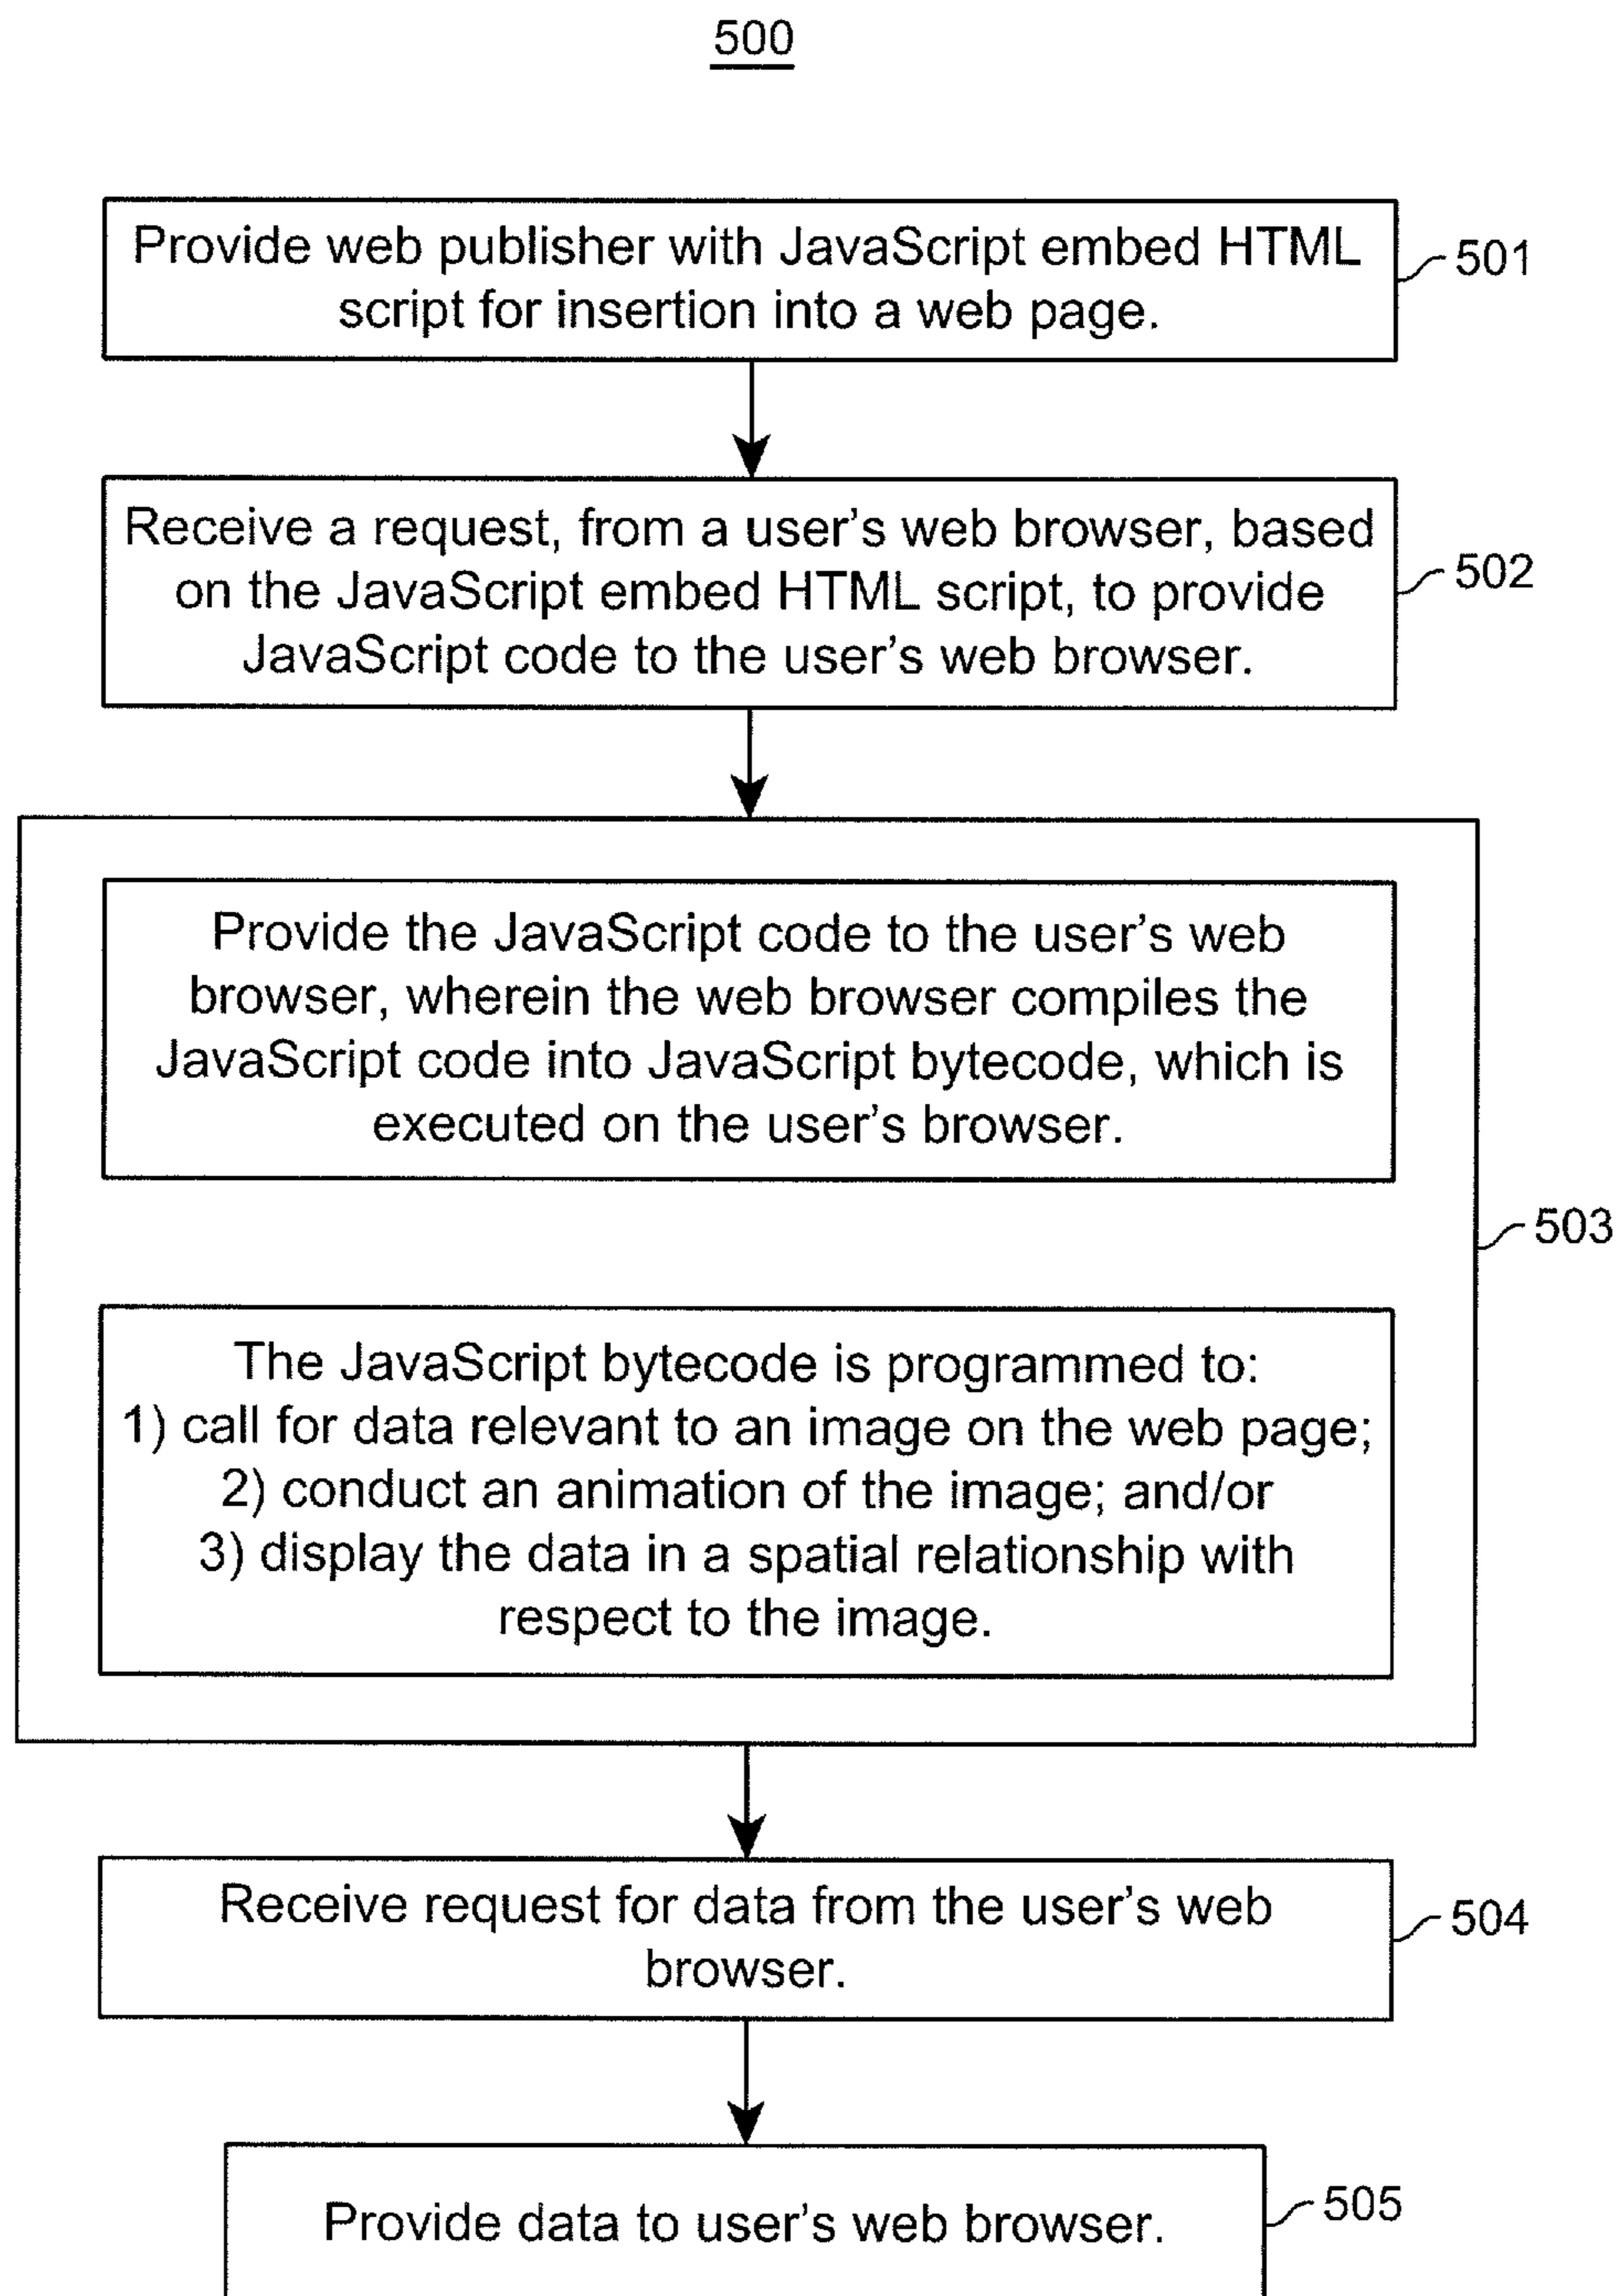 500
Provide web publisher with JavaScript embed HTML
script for insertion into a web page.
501
Receive a request, from a user's web browser, based
on the JavaScript embed HTML script, to provide
JavaScript code to the user's web browser.
502
Provide the JavaScript code to the user's web
browser, wherein the web browser compiles the
JavaScript code into JavaScript bytecode, which is
executed on the user's browser.
503
The JavaScript bytecode is programmed to:
1) call for data relevant to an image on the web page;
2) conduct an animation of the image; and/or
3) display the data in a spatial relationship with
respect to the image.
Receive request for data from the user's web
browser.
504
Provide data to user's web browser.
505